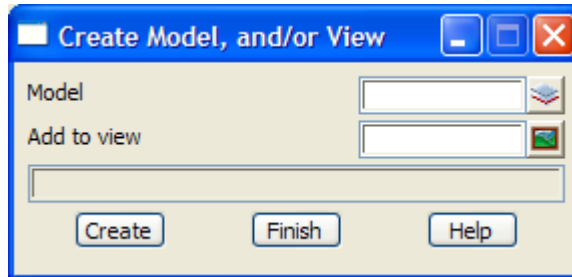 Create Model, and/or View
Model
Add to view
Create Finish Help